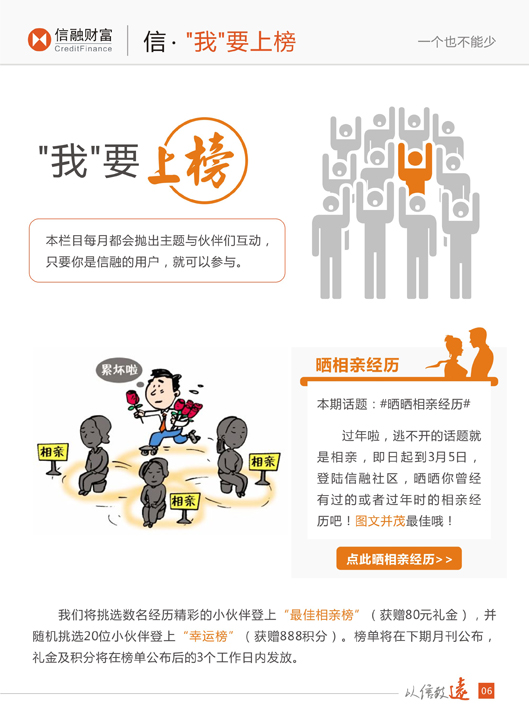 信融财富
CreditFinance
信·"我"要上榜
一个也不能少
"我"要上榜
本栏目每月都会抛出主题与伙伴们互动，
只要你是信融的用户，就可以参与。
累坏啦
相亲
相亲
相亲
晒相亲经历
本期话题：#晒晒相亲经历#
过年啦，逃不开的话题就
是相亲，即日起到3月5日，
登陆信融社区，晒晒你曾经
有过的或者过年时的相亲经
历吧！图文并茂最佳哦！
点此晒相亲经历>>
我们将挑选数名经历精彩的小伙伴登上“最佳相亲榜”（获赠80元礼金），并
随机挑选20位小伙伴登上“幸运榜”（获赠888积分）。榜单将在下期月刊公布，
礼金及积分将在榜单公布后的3个工作日内发放。
以信致远
06